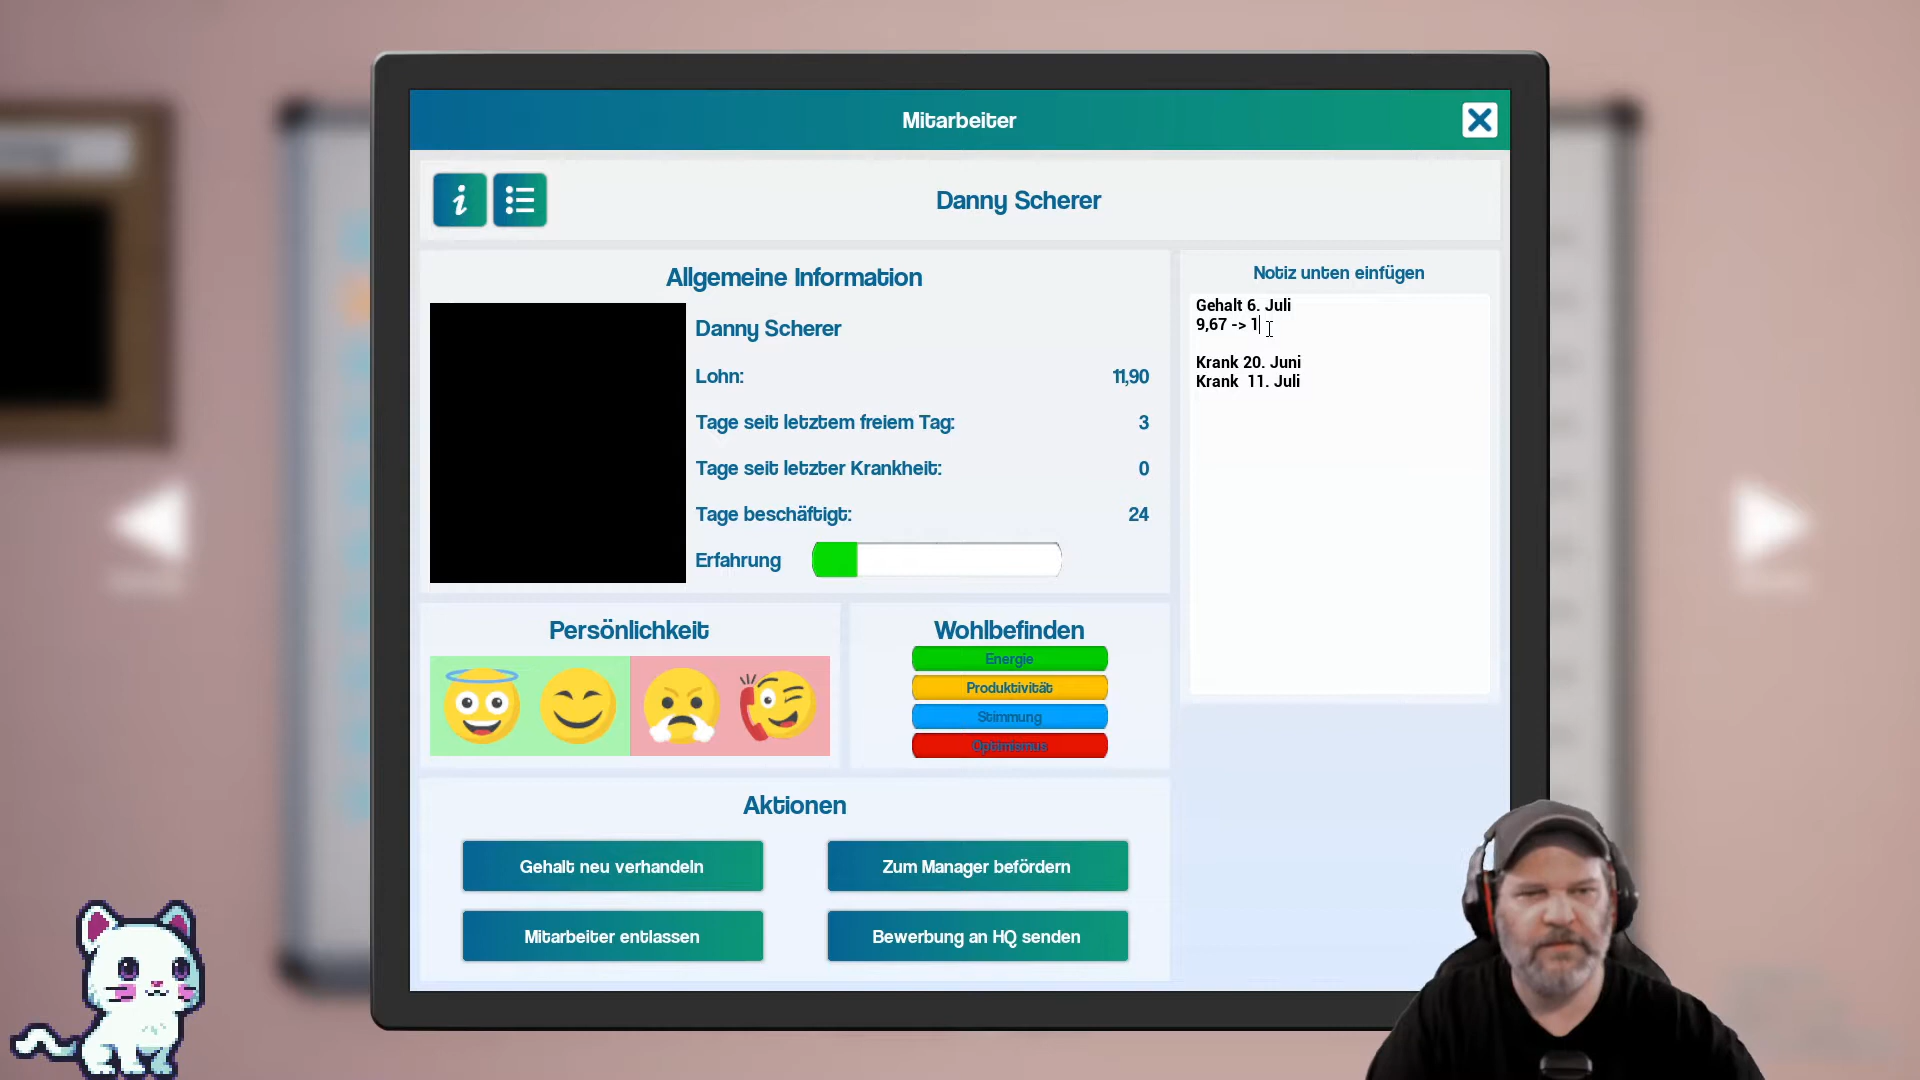 Mitarbeiter
Danny Scherer
Allgemeine Information
Danny Scherer
Lohn: 11,90
Tage seit letztem freiem Tag: 3
Tage seit letzter Krankheit: 0
Tage beschäftigt: 24
Erfahrung
Notiz unten einfügen
Gehalt 6. Juli
9,67 -> 1
Krank 20. Juni
Krank 11. Juli
Persönlichkeit
Wohlbefinden
Energie
Produktivität
Stimmung
Optimismus
Aktionen
Gehalt neu verhandeln
Zum Manager befördern
Mitarbeiter entlassen
Bewerbung an HQ senden